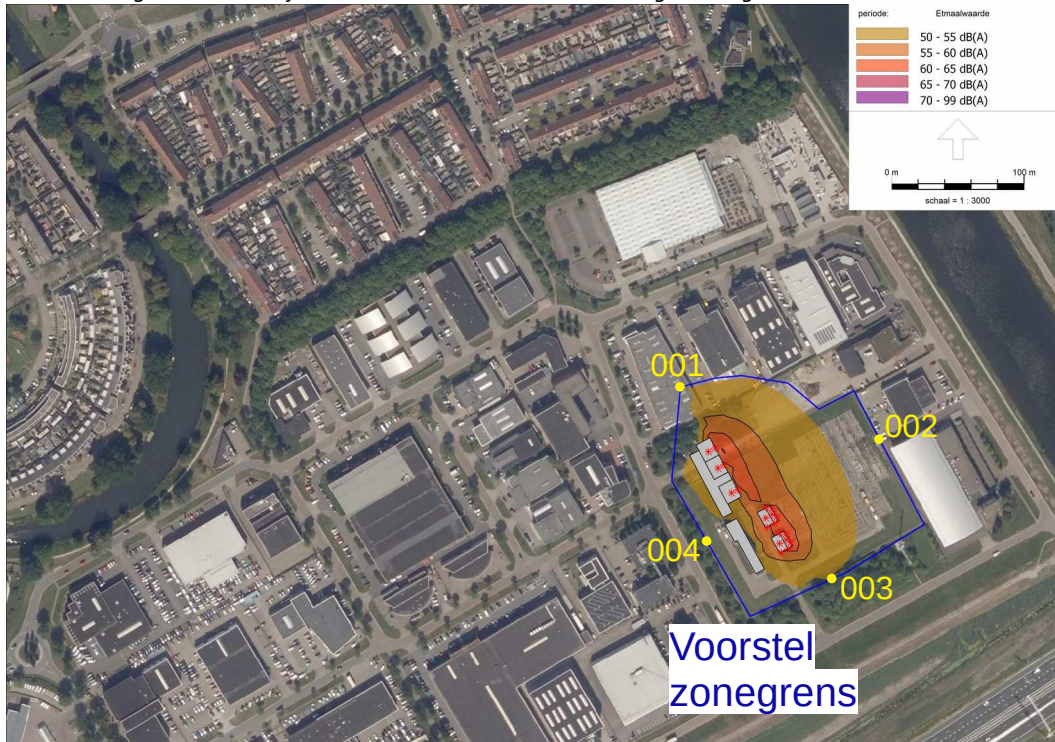 periode: Etmaalwaarde
50 - 55 dB(A)
55 - 60 dB(A)
60 - 65 dB(A)
65 - 70 dB(A)
70 - 99 dB(A)
0 m 100 m
schaal = 1 : 3000
001
002
004
003
Voorstel
zonegrens